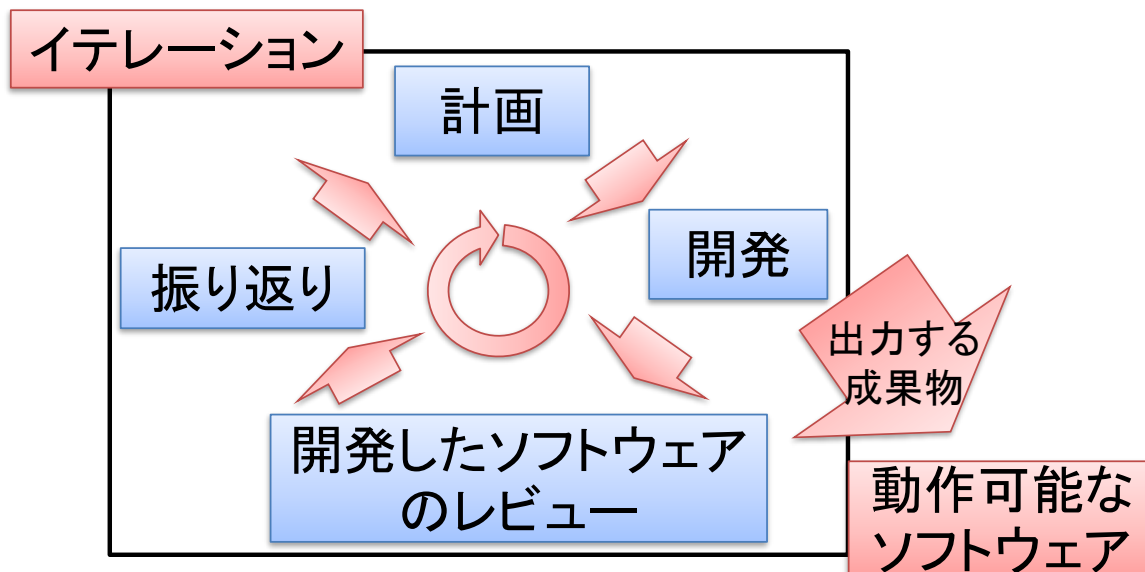 イテレーション
計画
開発
振り返り
出力する
成果物
開発したソフトウェア
のレビュー
動作可能な
ソフトウェア